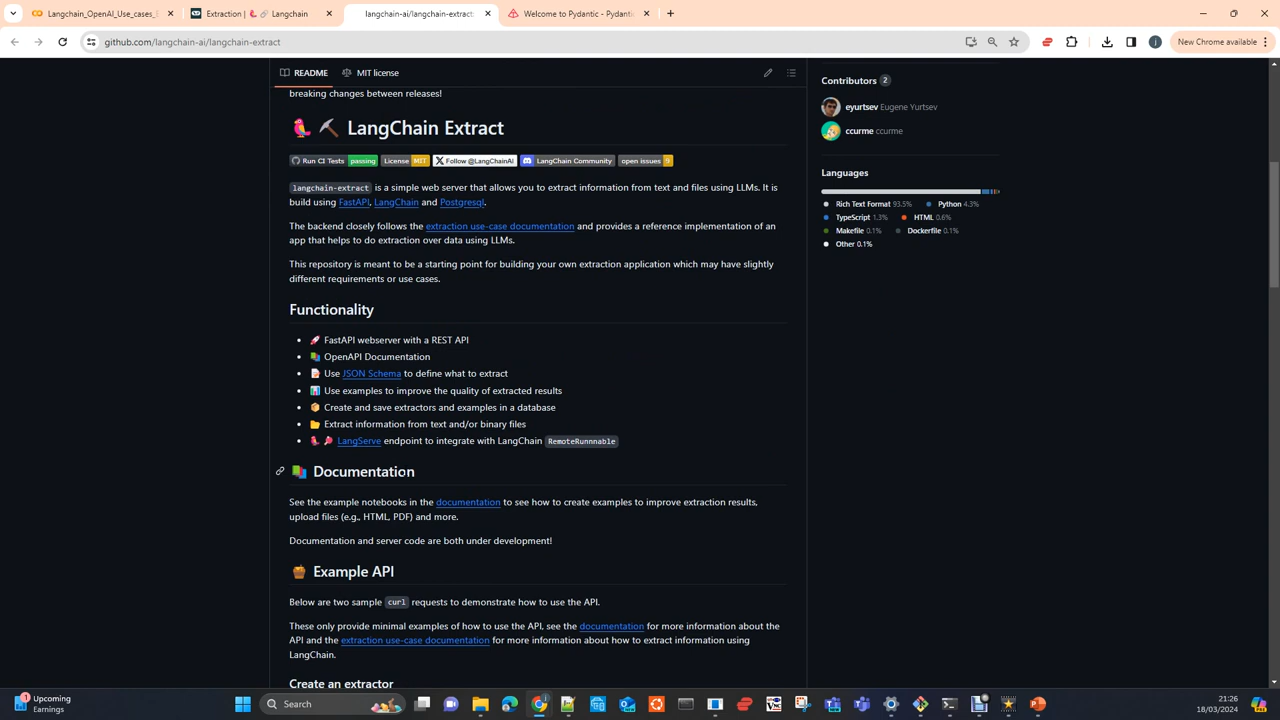 Langchain_OpenAI_Use_cases_I
Extraction | 🦜️🔗 Langchain
langchain-ai/langchain-extract:
Welcome to Pydantic - Pydantic
github.com/langchain-ai/langchain-extract
New Chrome available
README
MIT license
breaking changes between releases!
LangChain Extract
Run CI Tests passing License MIT Follow @LangChainAI LangChain Community open issues 9
langchain-extract is a simple web server that allows you to extract information from text and files using LLMs. It is
build using FastAPI, LangChain and Postgresql.
The backend closely follows the extraction use-case documentation and provides a reference implementation of an
app that helps to do extraction over data using LLMs.
This repository is meant to be a starting point for building your own extraction application which may have slightly
different requirements or use cases.
Functionality
FastAPI webserver with a REST API
OpenAPI Documentation
Use JSON Schema to define what to extract
Use examples to improve the quality of extracted results
Create and save extractors and examples in a database
Extract information from text and/or binary files
LangServe endpoint to integrate with LangChain RemoteRunnnable
Documentation
See the example notebooks in the documentation to see how to create examples to improve extraction results,
upload files (e.g., HTML, PDF) and more.
Documentation and server code are both under development!
Example API
Below are two sample curl requests to demonstrate how to use the API.
These only provide minimal examples of how to use the API, see the documentation for more information about the
API and the extraction use-case documentation for more information about how to extract information using
LangChain.
Create an extractor
Contributors 2
eyurtsev Eugene Yurtsev
ccurme ccurme
Languages
Rich Text Format 93.5% Python 4.3%
TypeScript 1.3% HTML 0.6%
Makefile 0.1% Dockerfile 0.1%
Other 0.1%
Upcoming
Earnings
Search
21:26
18/03/2024